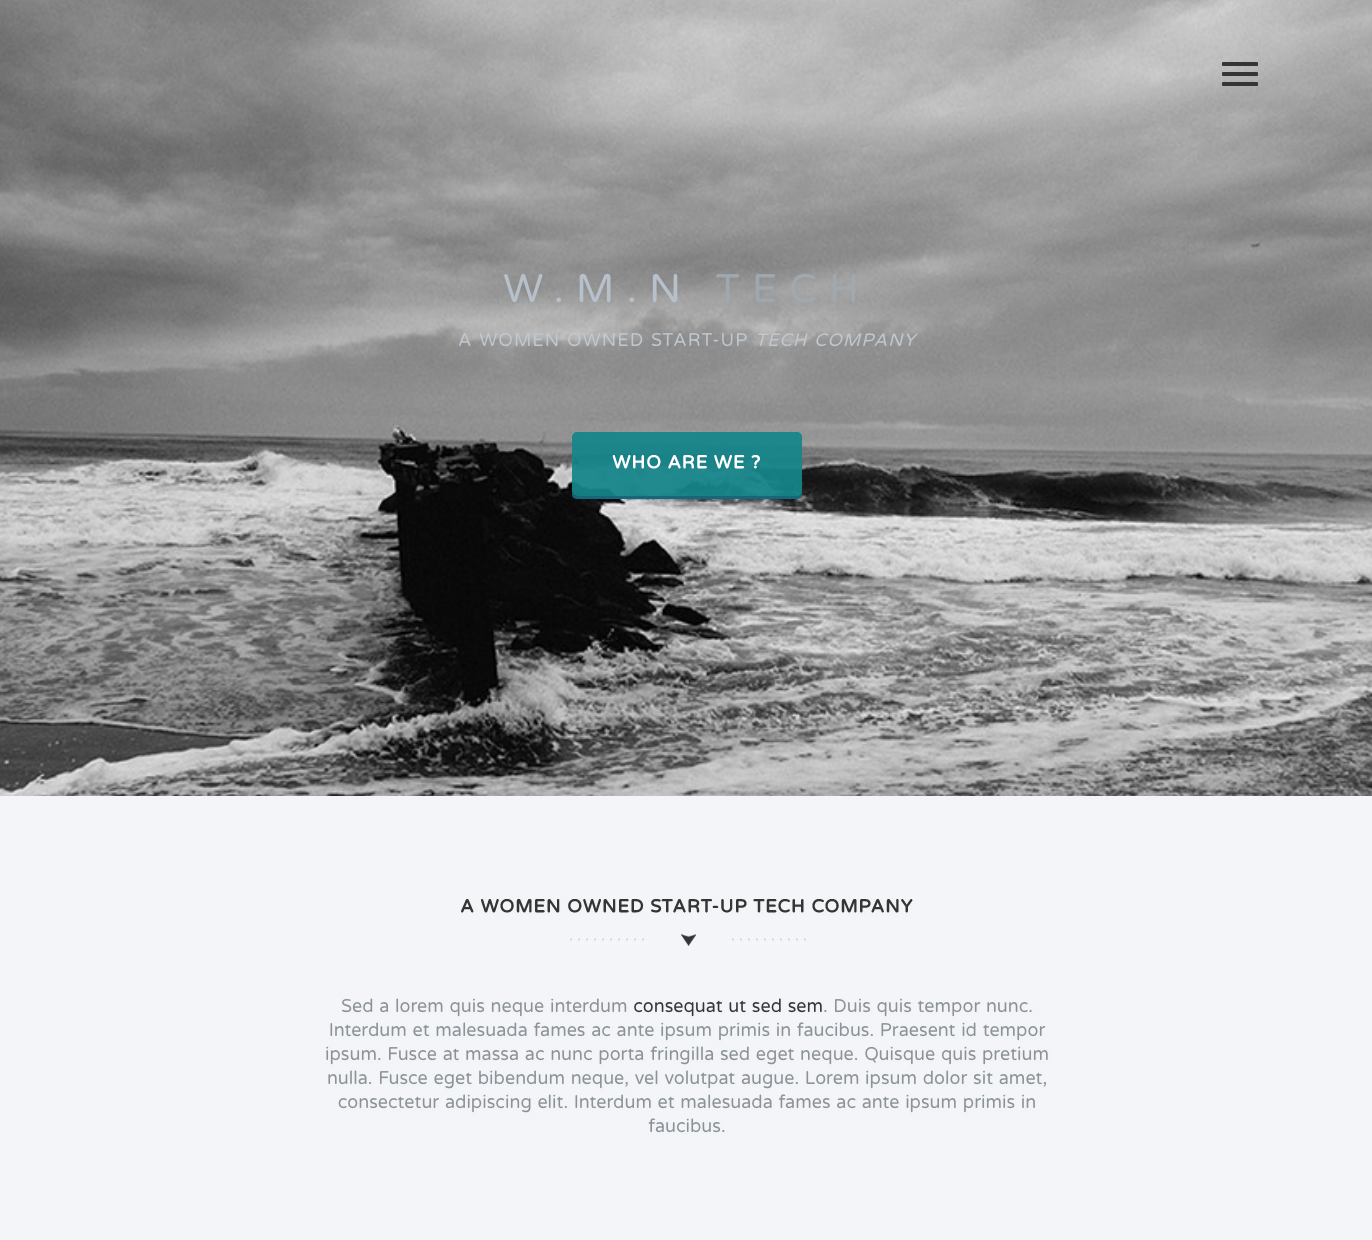 W.M.N TECH
A WOMEN OWNED START-UP TECH COMPANY
WHO ARE WE ?
A WOMEN OWNED START-UP TECH COMPANY
Sed a lorem quis neque interdum consequat ut sed sem. Duis quis tempor nunc.
Interdum et malesuada fames ac ante ipsum primis in faucibus. Praesent id tempor
ipsum. Fusce at massa ac nunc porta fringilla sed eget neque. Quisque quis pretium
nulla. Fusce eget bibendum neque, vel volutpat augue. Lorem ipsum dolor sit amet,
consectetur adipiscing elit. Interdum et malesuada fames ac ante ipsum primis in
faucibus.